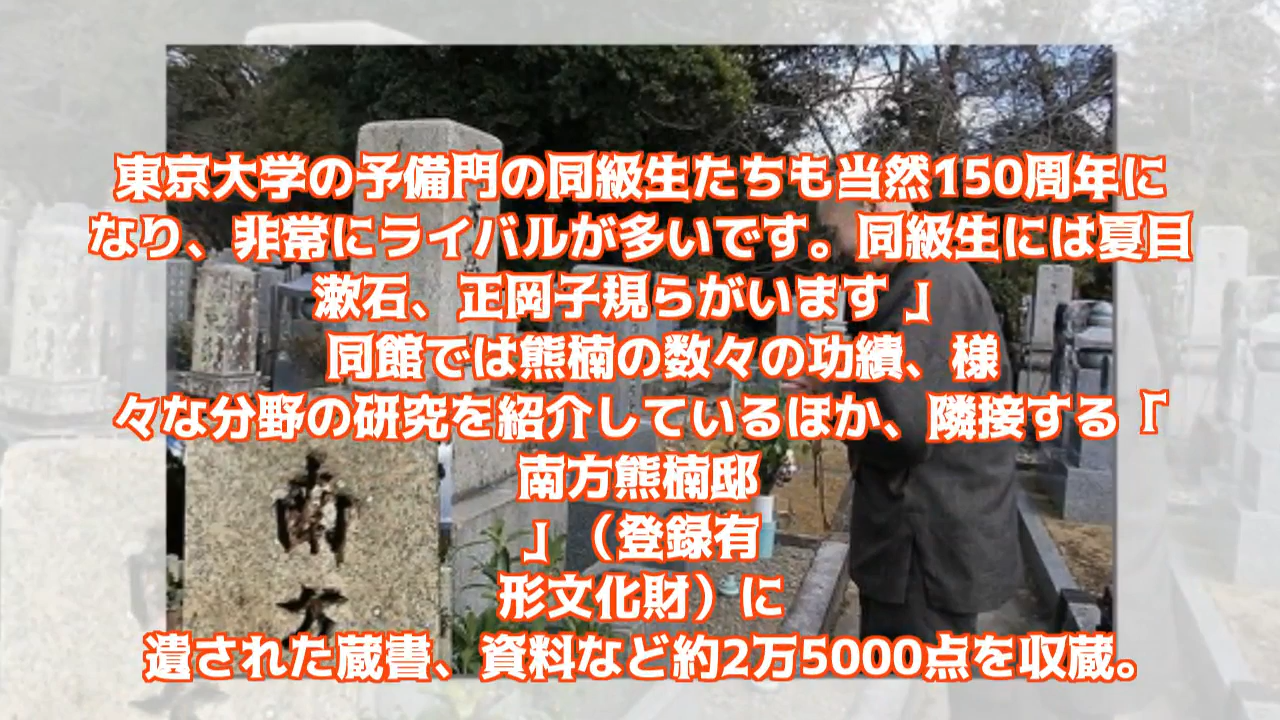 東京大学の予備門の同級生たちも当然150周年に
なり、非常にライバルが多いです。同級生には夏目
漱石、正岡子規らがいます 」
同館では熊楠の数々の功績、様
々な分野の研究を紹介しているほか、隣接する「
南方熊楠邸
」（登録有
形文化財）に
遺された蔵書、資料など約2万5000点を収蔵。
南方